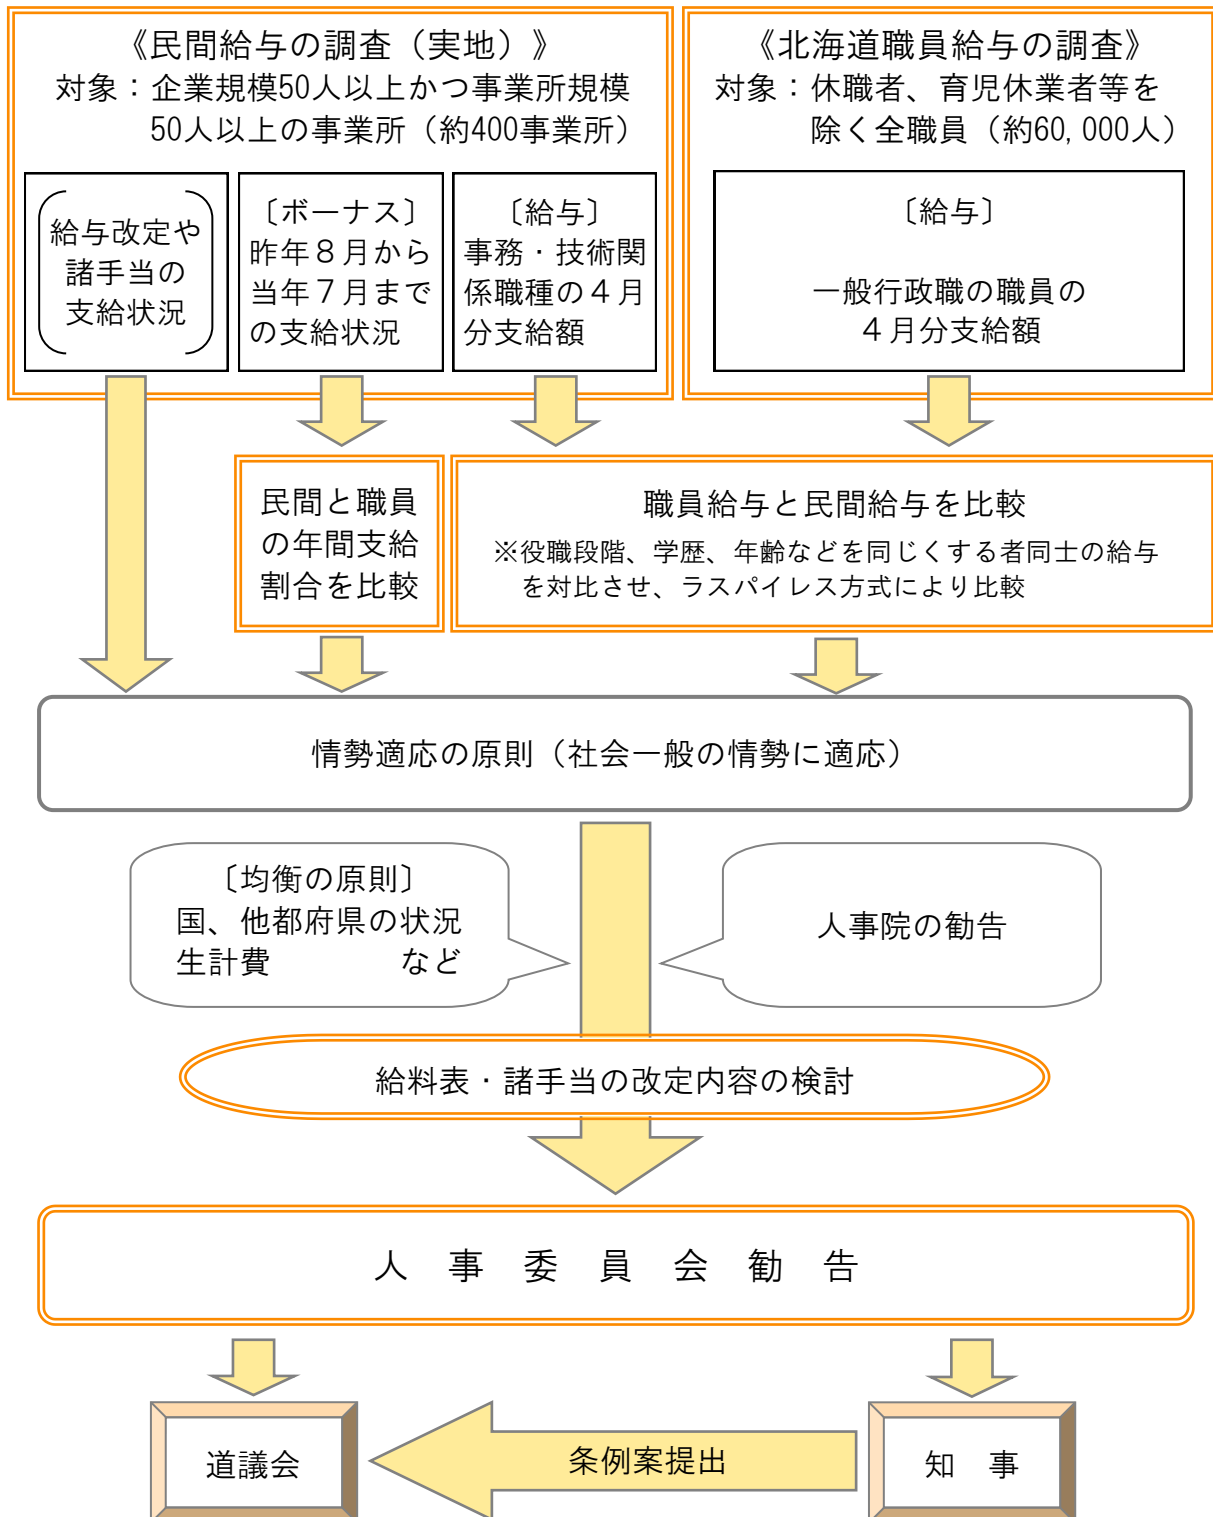 《民間給与の調査（実地）》
対象：企業規模50人以上かつ事業所規模
50人以上の事業所（約400事業所）
給与改定や
諸手当の
支給状況
〔ボーナス〕
昨年８月から
当年７月まで
の支給状況
〔給与〕
事務・技術関
係職種の４月
分支給額
《北海道職員給与の調査》
対象：休職者、育児休業者等を
除く全職員（約60,000人）
〔給与〕
一般行政職の職員の
４月分支給額
民間と職員
の年間支給
割合を比較
職員給与と民間給与を比較
※役職段階、学歴、年齢などを同じくする者同士の給与
を対比させ、ラスパイレス方式により比較
情勢適応の原則（社会一般の情勢に適応）
〔均衡の原則〕
国、他都府県の状況
生計費　　　　など
人事院の勧告
給料表・諸手当の改定内容の検討
人　事　委　員　会　勧　告
道議会
条例案提出
知　事